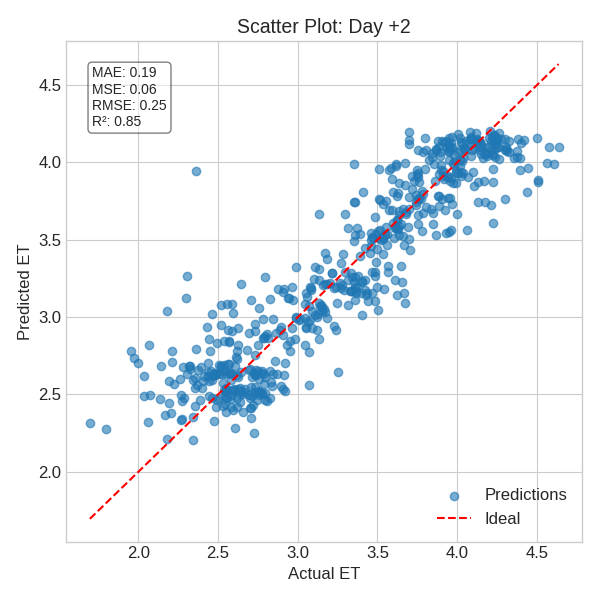 Scatter Plot: Day +2
MAE: 0.19
MSE: 0.06
RMSE: 0.25
R²: 0.85
4.5
4.0
3.5
3.0
2.5
2.0
Predicted ET
Predictions
Ideal
2.0 2.5 3.0 3.5 4.0 4.5
Actual ET